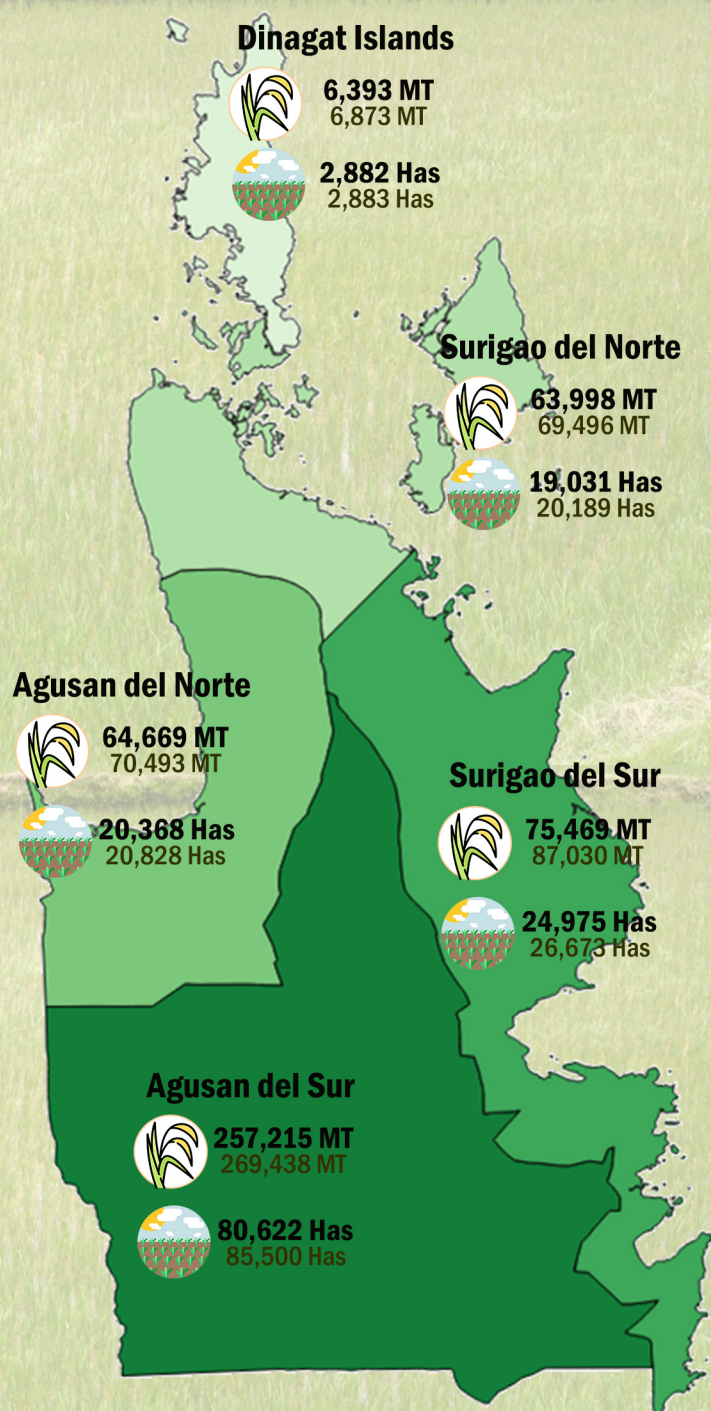 Dinagat Islands
6,393 MT
6,873 MT
2,882 Has
2,883 Has
Surigao del Norte
63,998 MT
69,496 MT
19,031 Has
20,189 Has
Agusan del Norte
64,669 MT
70,493 MT
20,368 Has
20,828 Has
Surigao del Sur
75,469 MT
87,030 MT
24,975 Has
26,673 Has
Agusan del Sur
257,215 MT
269,438 MT
80,622 Has
85,500 Has